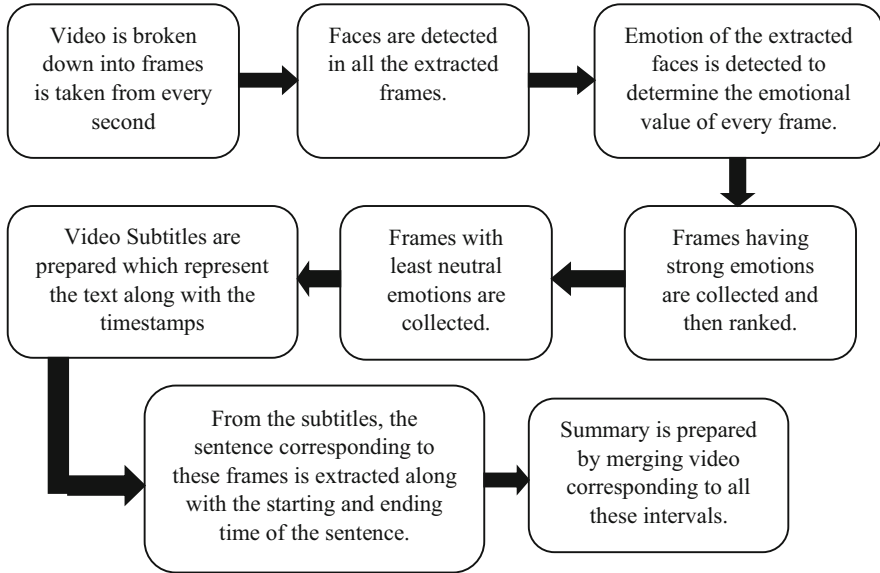 Video is broken
down into frames
is taken from every
second
Faces are detected
in all the extracted
frames.
Emotion of the extracted
faces is detected to
determine the emotional
value of every frame.
Frames having
strong emotions
are collected and
then ranked.
Frames with
least neutral
emotions are
collected.
Video Subtitles are
prepared which represent
the text along with the
timestamps
From the subtitles, the
sentence corresponding to
these frames is extracted along
with the starting and ending
time of the sentence.
Summary is prepared
by merging video
corresponding to all
these intervals.